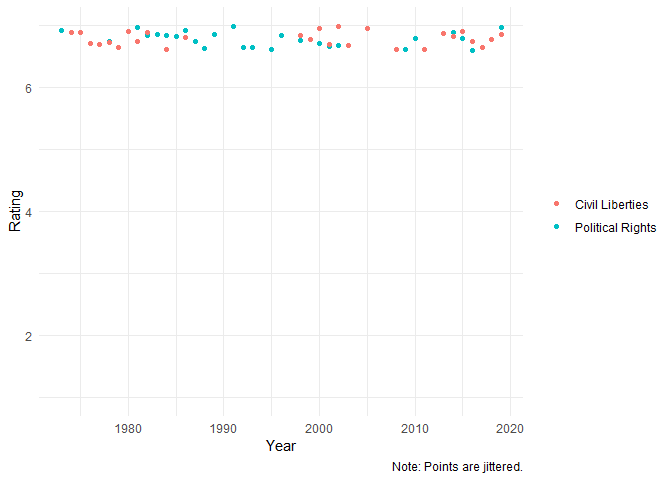 6
4
2
Rating
1980
1990
2000
2010
2020
Year
Civil Liberties
Political Rights
Note: Points are jittered.